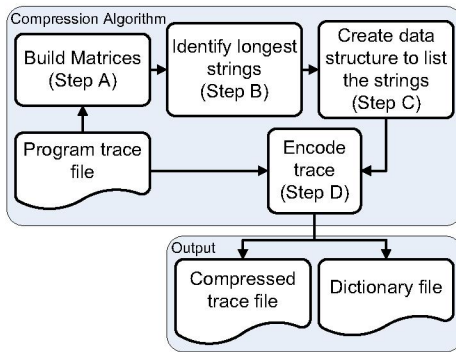 Compression Algorithm
Build Matrices
(Step A)
Identify longest
strings
(Step B)
Create data
structure to list
the strings
(Step C)
Program trace
file
Encode
trace
(Step D)
Output
Compressed
trace file
Dictionary file